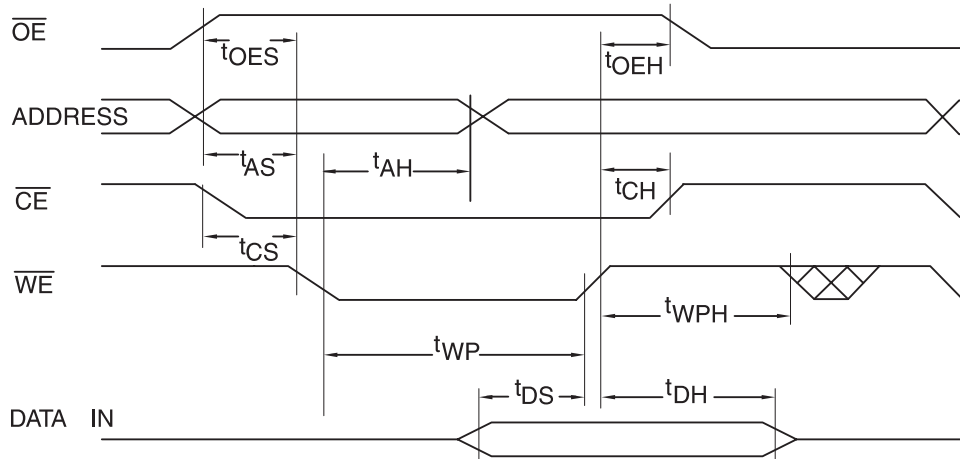 OE
tOES
tOEH
ADDRESS
tAS
tAH
tCH
CE
tCS
WE
tWPH
tWP
tDS
tDH
DATA IN